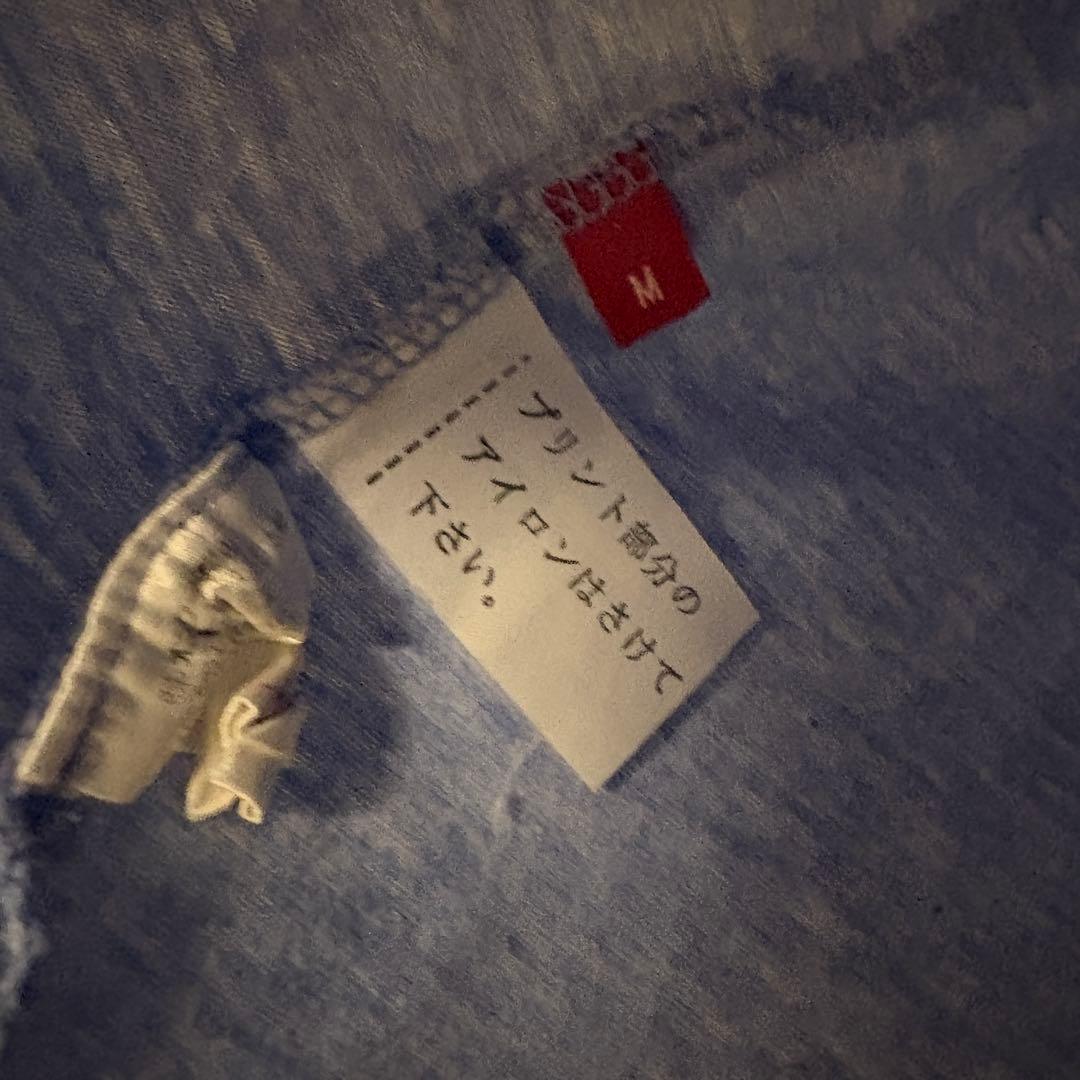 M
プリント部分の
アイロンはさけて
下さい。